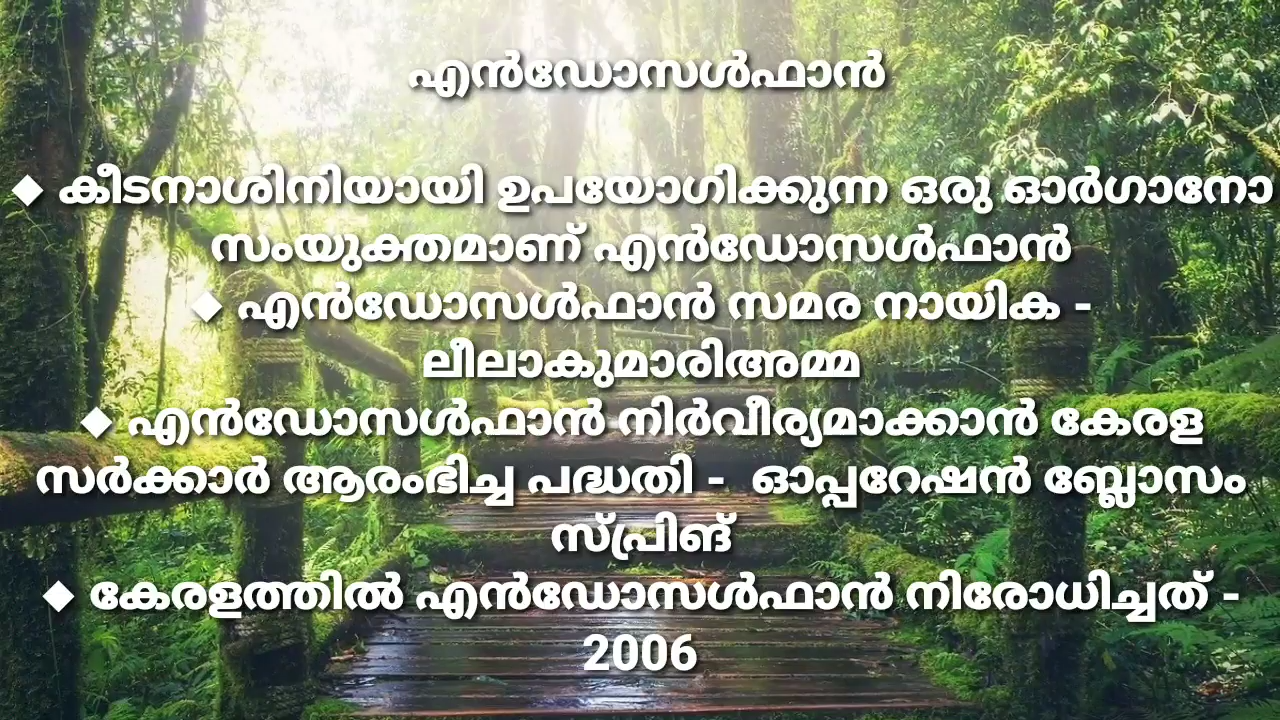 എൻഡോസൾഫാൻ
◆ കീടനാശിനിയായി ഉപയോഗിക്കുന്ന ഒരു ഓർഗാനോ
സംയുക്തമാണ് എൻഡോസൾഫാൻ
◆ എൻഡോസൾഫാൻ സമര നായിക -
ലീലാകുമാരിഅമ്മ
◆ എൻഡോസൾഫാൻ നിർവീര്യമാക്കാൻ കേരള
സർക്കാർ ആരംഭിച്ച പദ്ധതി - ഓപ്പറേഷൻ ബ്ലോസം
സ്പ്രിങ്
◆ കേരളത്തിൽ എൻഡോസൾഫാൻ നിരോധിച്ചത് -
2006